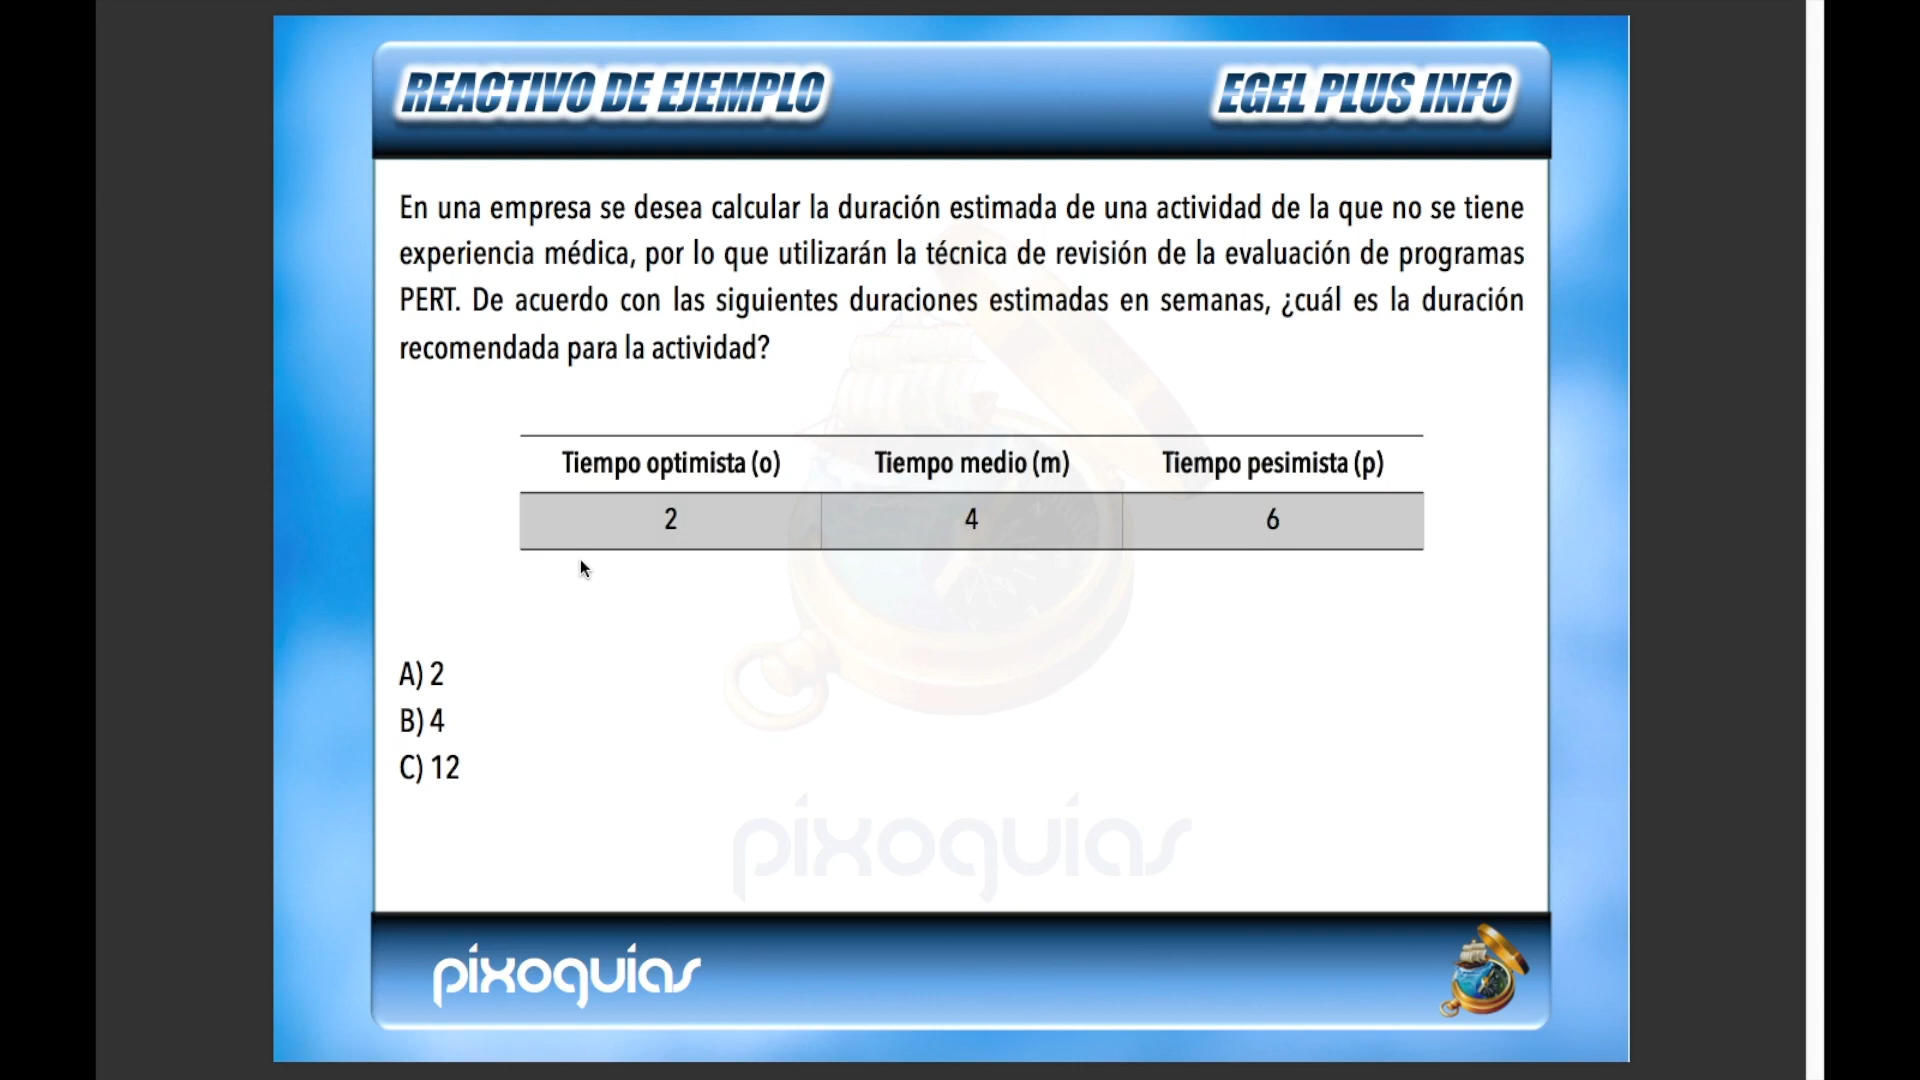 REACTIVO DE EJEMPLO
EGEL PLUS INFO
En una empresa se desea calcular la duración estimada de una actividad de la que no se tiene
experiencia médica, por lo que utilizarán la técnica de revisión de la evaluación de programas
PERT. De acuerdo con las siguientes duraciones estimadas en semanas, ¿cuál es la duración
recomendada para la actividad?
Tiempo optimista (o) Tiempo medio (m) Tiempo pesimista (p)
2 4 6
A) 2
B) 4
C) 12
pixoguías
pixoguías